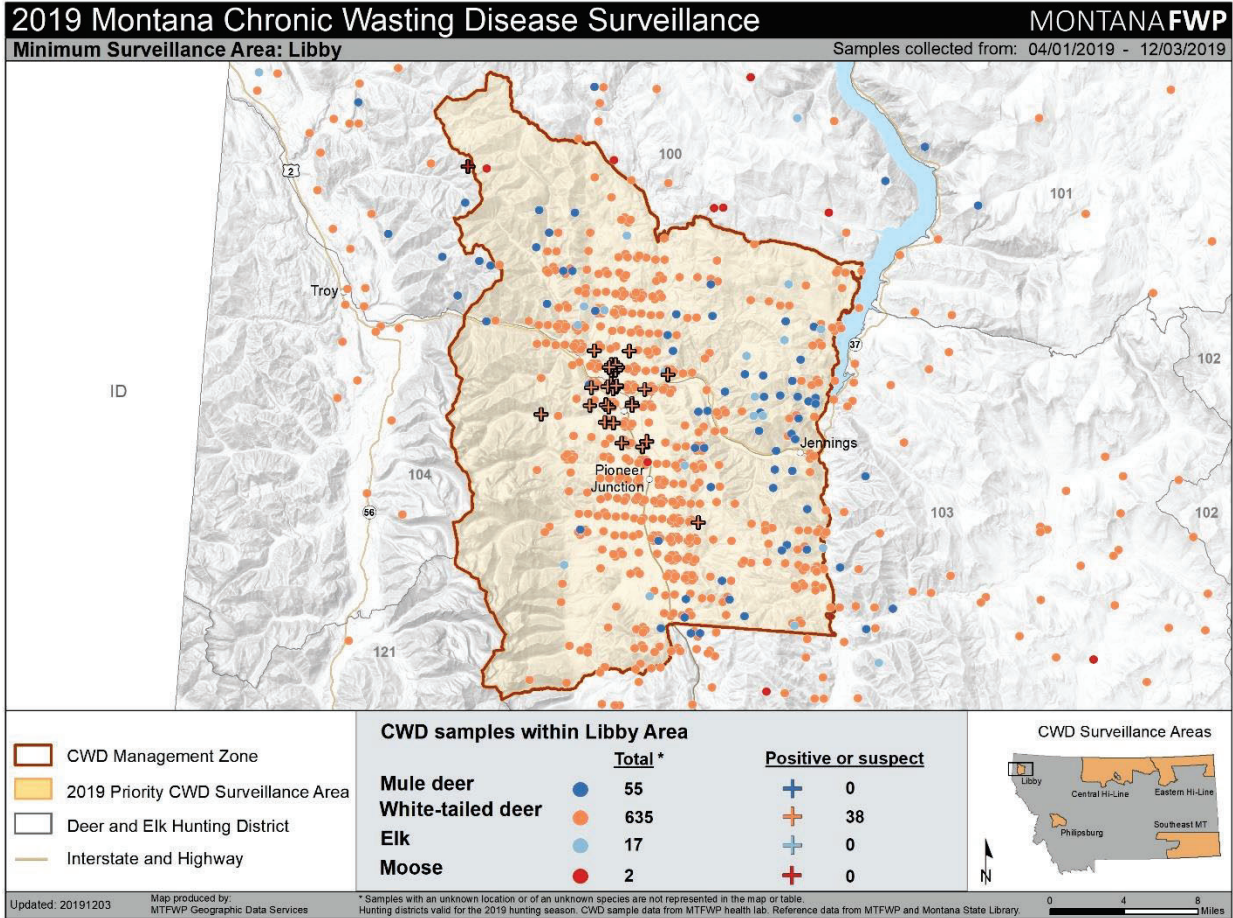 2019 Montana Chronic Wasting Disease Surveillance
MONTANA FWP
Minimum Surveillance Area: Libby
Samples collected from: 04/01/2019 - 12/03/2019
100
2
101
Troy
37
102
ID
Jennings
Pioneer
Junction
104
56
103
102
121
CWD Management Zone
2019 Priority CWD Surveillance Area
Deer and Elk Hunting District
Interstate and Highway
CWD samples within Libby Area
Total * Positive or suspect
Mule deer 55 0
White-tailed deer 635 38
Elk 17 0
Moose 2 0
CWD Surveillance Areas
Libby
Central Hi-Line
Eastern Hi-Line
Philipsburg
Southeast MT
N
0 4 8
Miles
Updated: 20191203
Map produced by:
MTFWP Geographic Data Services
* Samples with an unknown location or of an unknown species are not represented in the map or table.
Hunting districts valid for the 2019 hunting season. CWD sample data from MTFWP health lab. Reference data from MTFWP and Montana State Library.